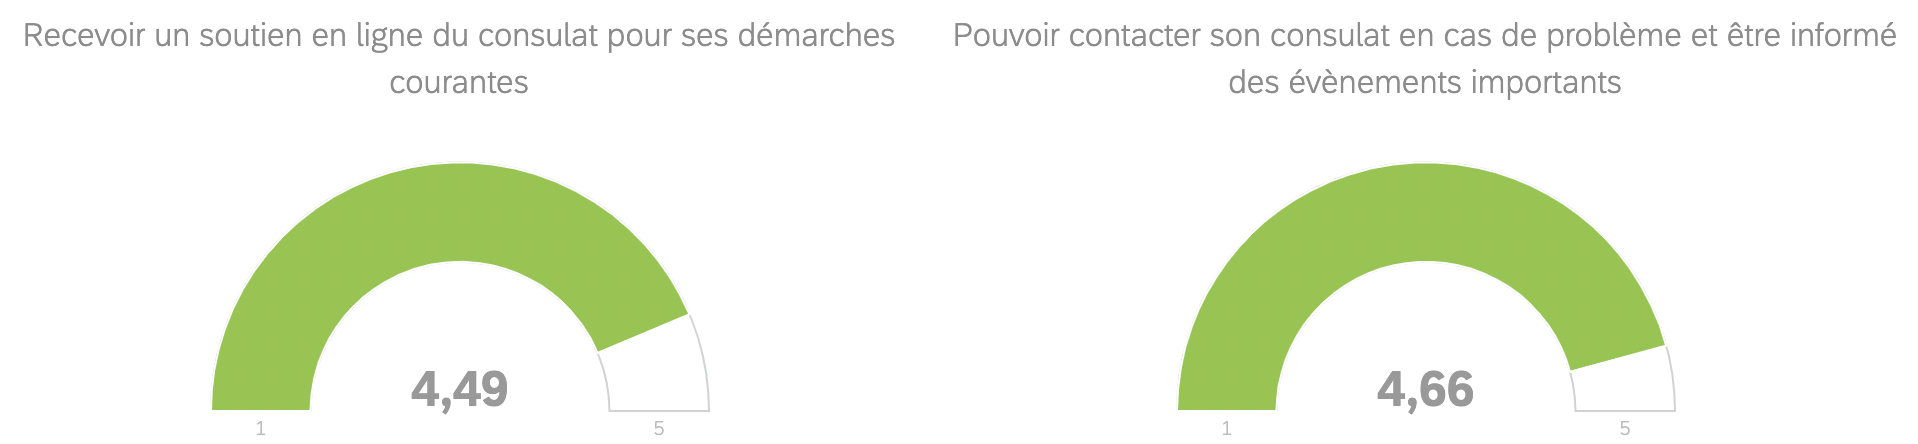 Recevoir un soutien en ligne du consulat pour ses démarches
courantes
4,49
1
5
Pouvoir contacter son consulat en cas de problème et être informé
des évènements importants
4,66
1
5